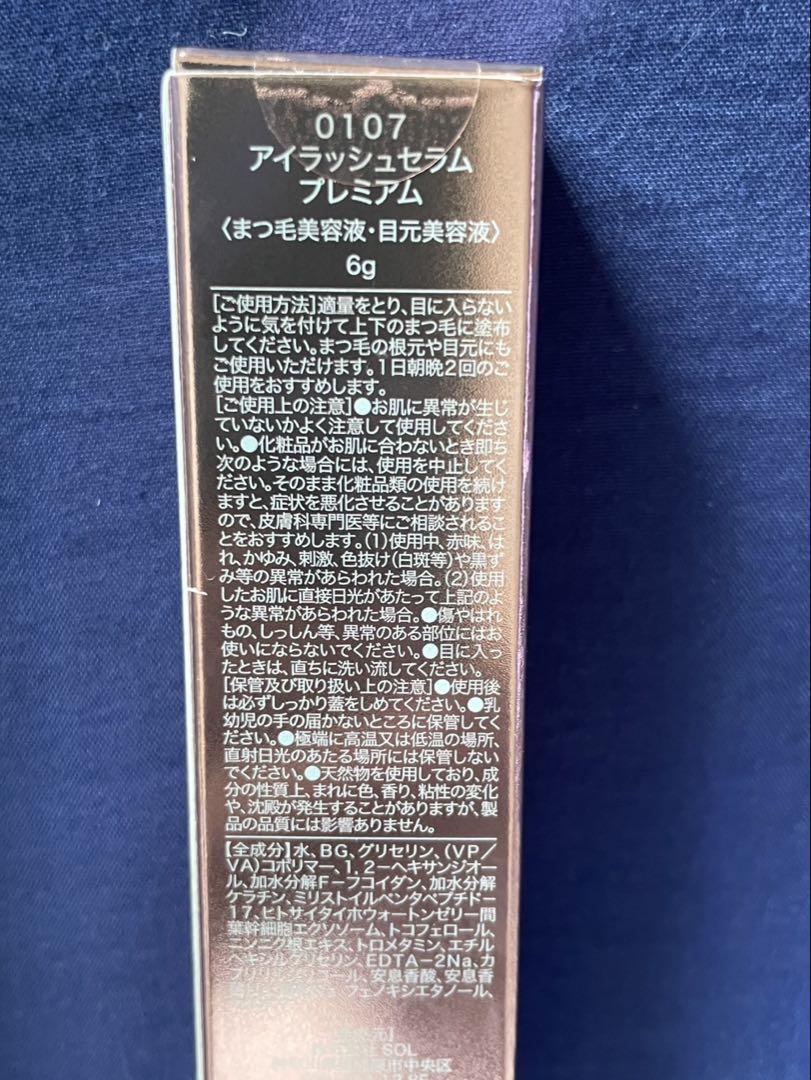 0107
アイラッシュセラム
プレミアム
〈まつ毛美容液・目元美容液〉
6g
[ご使用方法]適量をとり、目に入らない
ように気を付けて上下のまつ毛に塗布
してください。まつ毛の根元や目元にも
ご使用いただけます。1日朝晩2回のご
使用をおすすめします。
[ご使用上の注意]●お肌に異常が生じ
ていないかよく注意して使用してくださ
い。●化粧品がお肌に合わないとき即ち
次のような場合には、使用を中止してく
ださい。そのまま化粧品類の使用を続け
ますと、症状を悪化させることがあります
ので、皮膚科専門医等にご相談されるこ
とをおすすめします。(1)使用中、赤味、は
れ、かゆみ、刺激、色抜け(白斑等)や黒ず
み等の異常があらわれた場合。(2)使用
したお肌に直接日光があたって上記のよ
うな異常があらわれた場合。●傷やはれ
もの、しっしん等、異常のある部位にはお
使いにならないでください。●目に入っ
たときは、直ちに洗い流してください。
[保管及び取り扱い上の注意]●使用後
は必ずしっかり蓋をしめてください。●乳
幼児の手の届かないところに保管してく
ださい。●極端に高温又は低温の場所、
直射日光のあたる場所には保管しない
でください。●天然物を使用しており、成
分の性質上、まれに色、香り、粘性の変化
や、沈殿が発生することがありますが、製
品の品質には影響ありません。
【全成分】水、BG、グリセリン、(VP/
VA)コポリマー、1,2-ヘキサンジオー
ル、加水分解F-フコイダン、加水分解
ケラチン、ミリストイルペンタペプチド-
17、ヒトサイタイホウォートンゼリー間
葉幹細胞エクソソーム、トコフェロール、
ニンニク根エキス、トロメタミン、エチル
ヘキシルグリセリン、EDTA-2Na、カ
プリリルグリコール、安息香酸、安息香
フェノキシエタノール、
SOL
市中央区